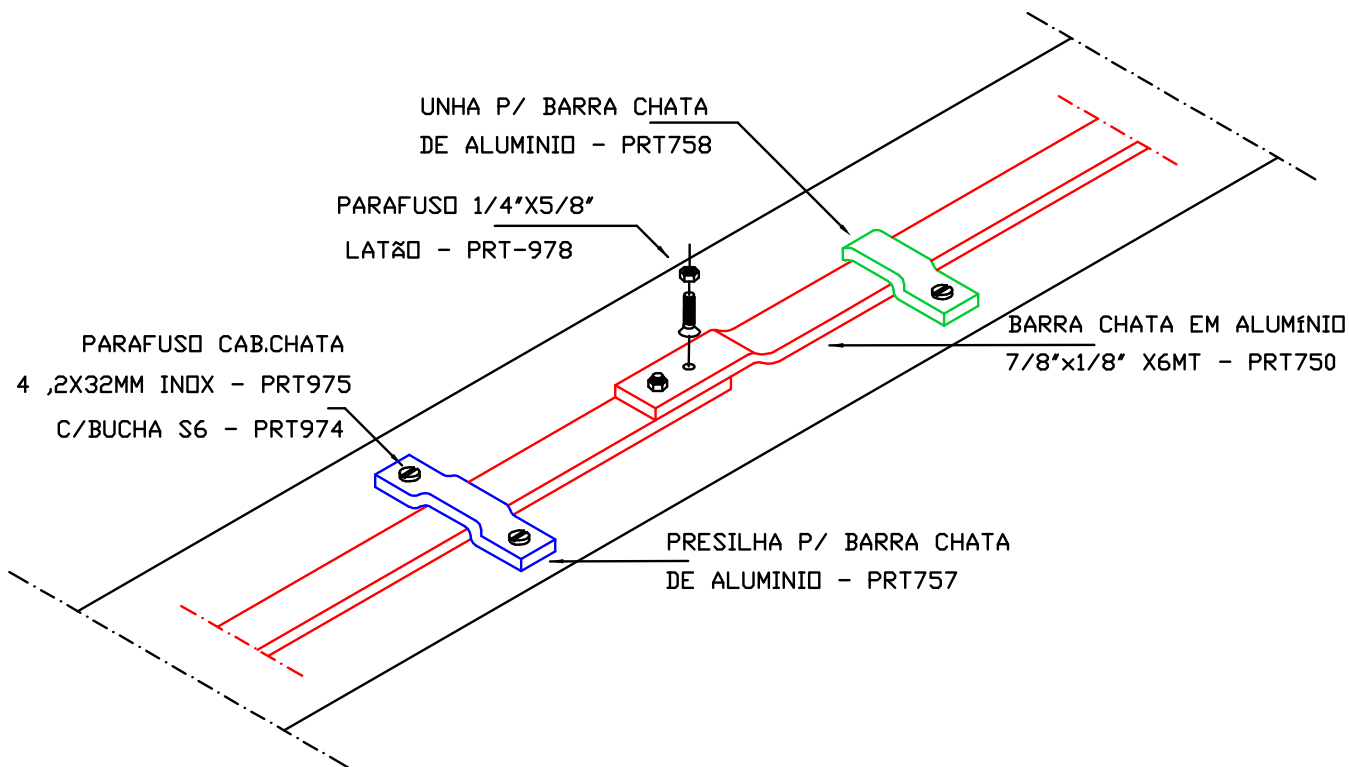 UNHA P/ BARRA CHATA
DE ALUMINIO - PRT758
PARAFUSO 1/4"X5/8"
LATÃO - PRT-978
PARAFUSO CAB.CHATA
4 ,2X32MM INOX - PRT975
C/BUCHA S6 - PRT974
BARRA CHATA EM ALUMíNIO
7/8"x1/8" X6MT - PRT750
PRESILHA P/ BARRA CHATA
DE ALUMINIO - PRT757